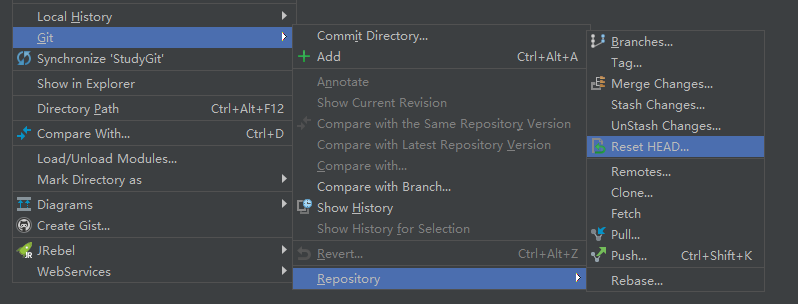 Local History
Git
Synchronize 'StudyGit'
Show in Explorer
Directory Path Ctrl+Alt+F12
Compare With... Ctrl+D
Load/Unload Modules...
Mark Directory as
Diagrams
Create Gist...
JRebel
WebServices
Commit Directory...
Add Ctrl+Alt+A
Annotate
Show Current Revision
Compare with the Same Repository Version
Compare with Latest Repository Version
Compare with...
Compare with Branch...
Show History
Show History for Selection
Revert... Ctrl+Alt+Z
Repository
Branches...
Tag...
Merge Changes...
Stash Changes...
UnStash Changes...
Reset HEAD...
Remotes...
Clone...
Fetch
Pull...
Push... Ctrl+Shift+K
Rebase...